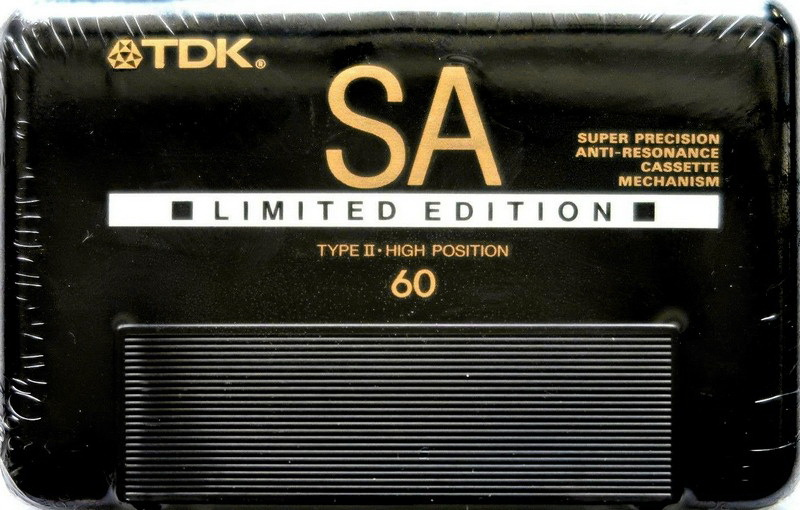 TDK®
SA
SUPER PRECISION
ANTI-RESONANCE
CASSETTE
MECHANISM
LIMITED EDITION
TYPE II · HIGH POSITION
60